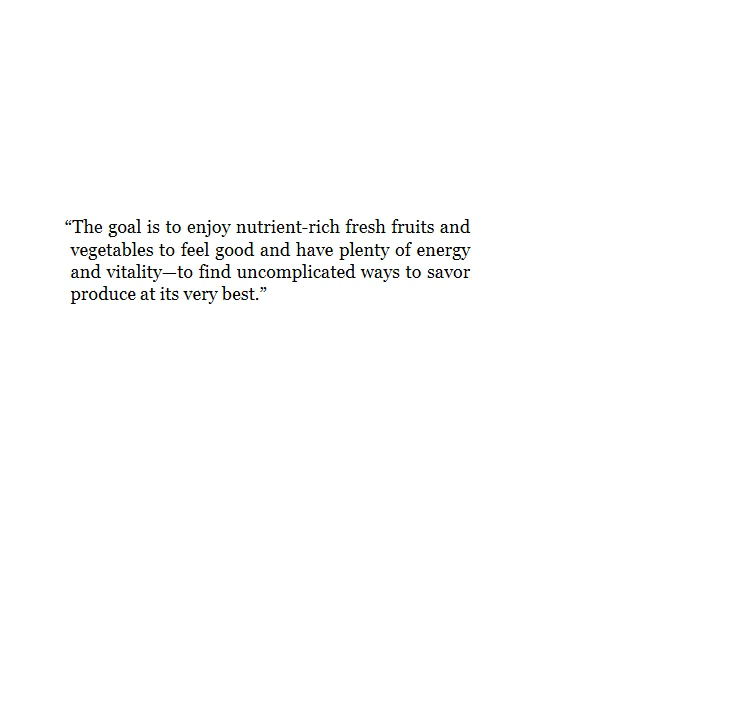 “The goal is to enjoy nutrient-rich fresh fruits and
vegetables to feel good and have plenty of energy
and vitality—to find uncomplicated ways to savor
produce at its very best.”